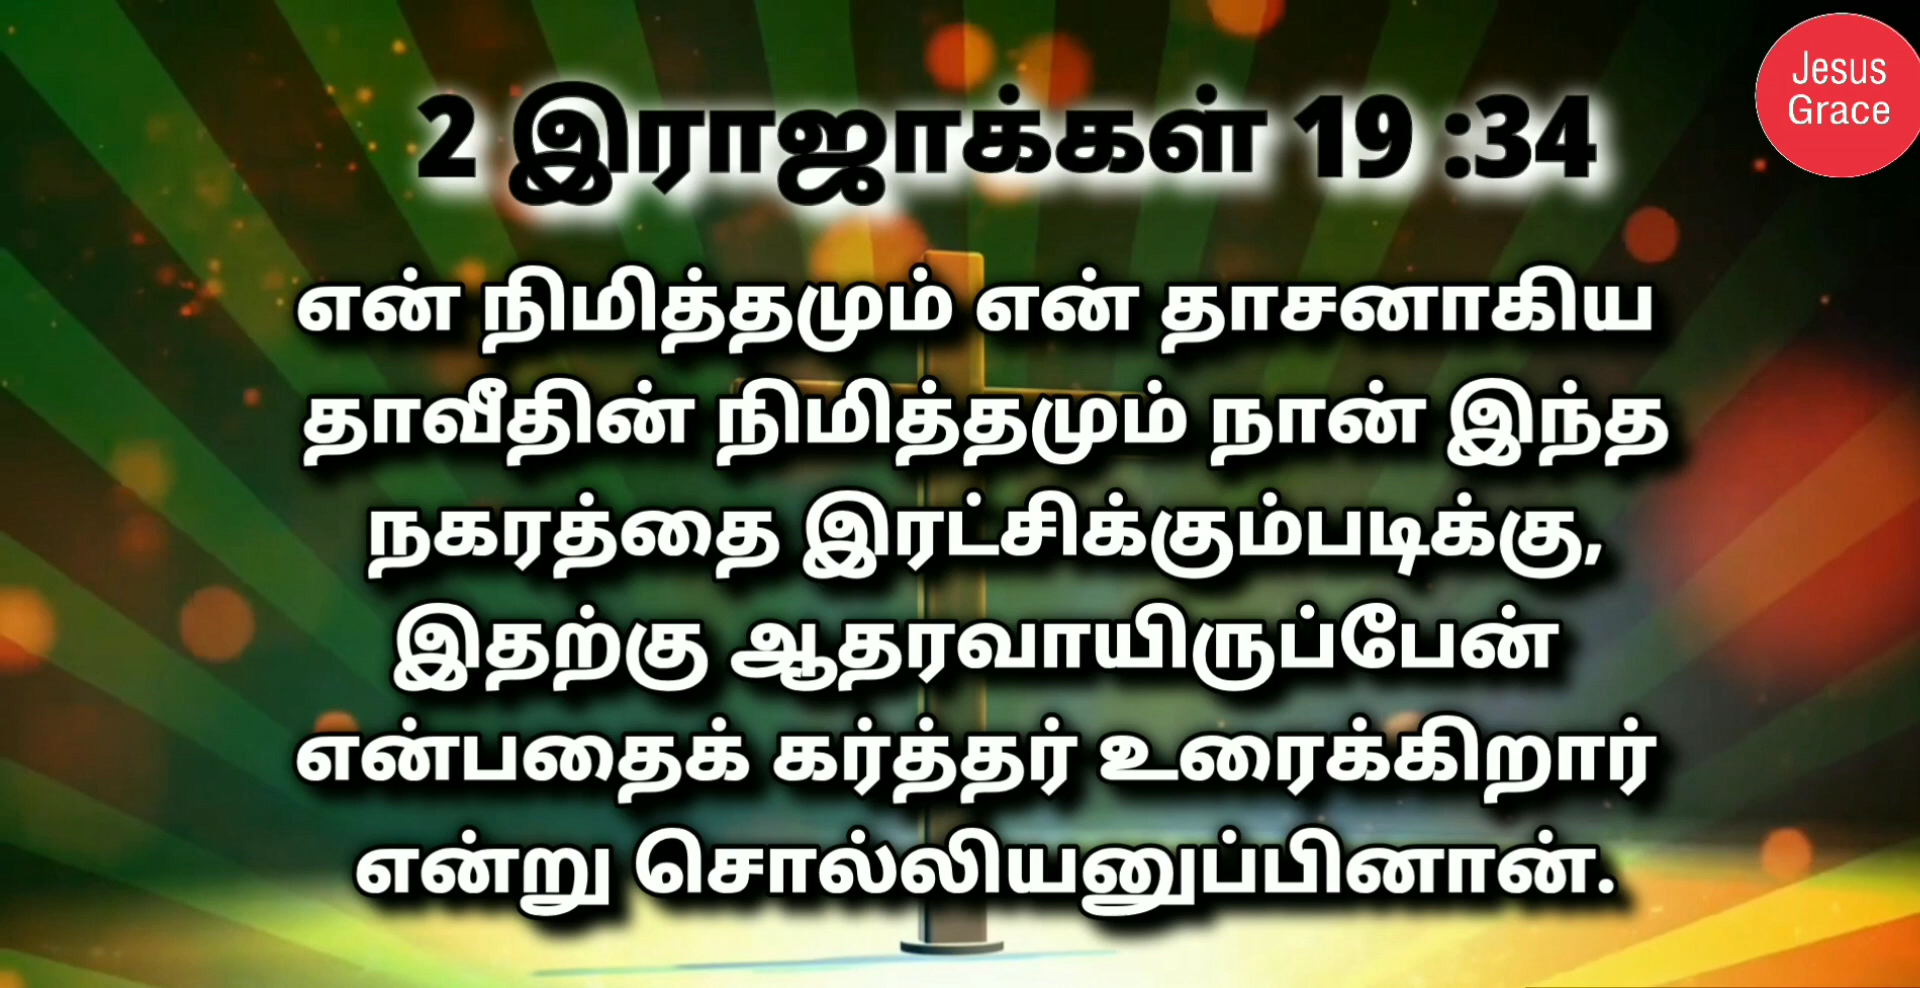 Jesus
Grace
2 இராஜாக்கள் 19 :34
என் நிமித்தமும் என் தாசனாகிய
தாவீதின் நிமித்தமும் நான் இந்த
நகரத்தை இரட்சிக்கும்படிக்கு,
இதற்கு ஆதரவாயிருப்பேன்
என்பதைக் கர்த்தர் உரைக்கிறார்
என்று சொல்லியனுப்பினான்.